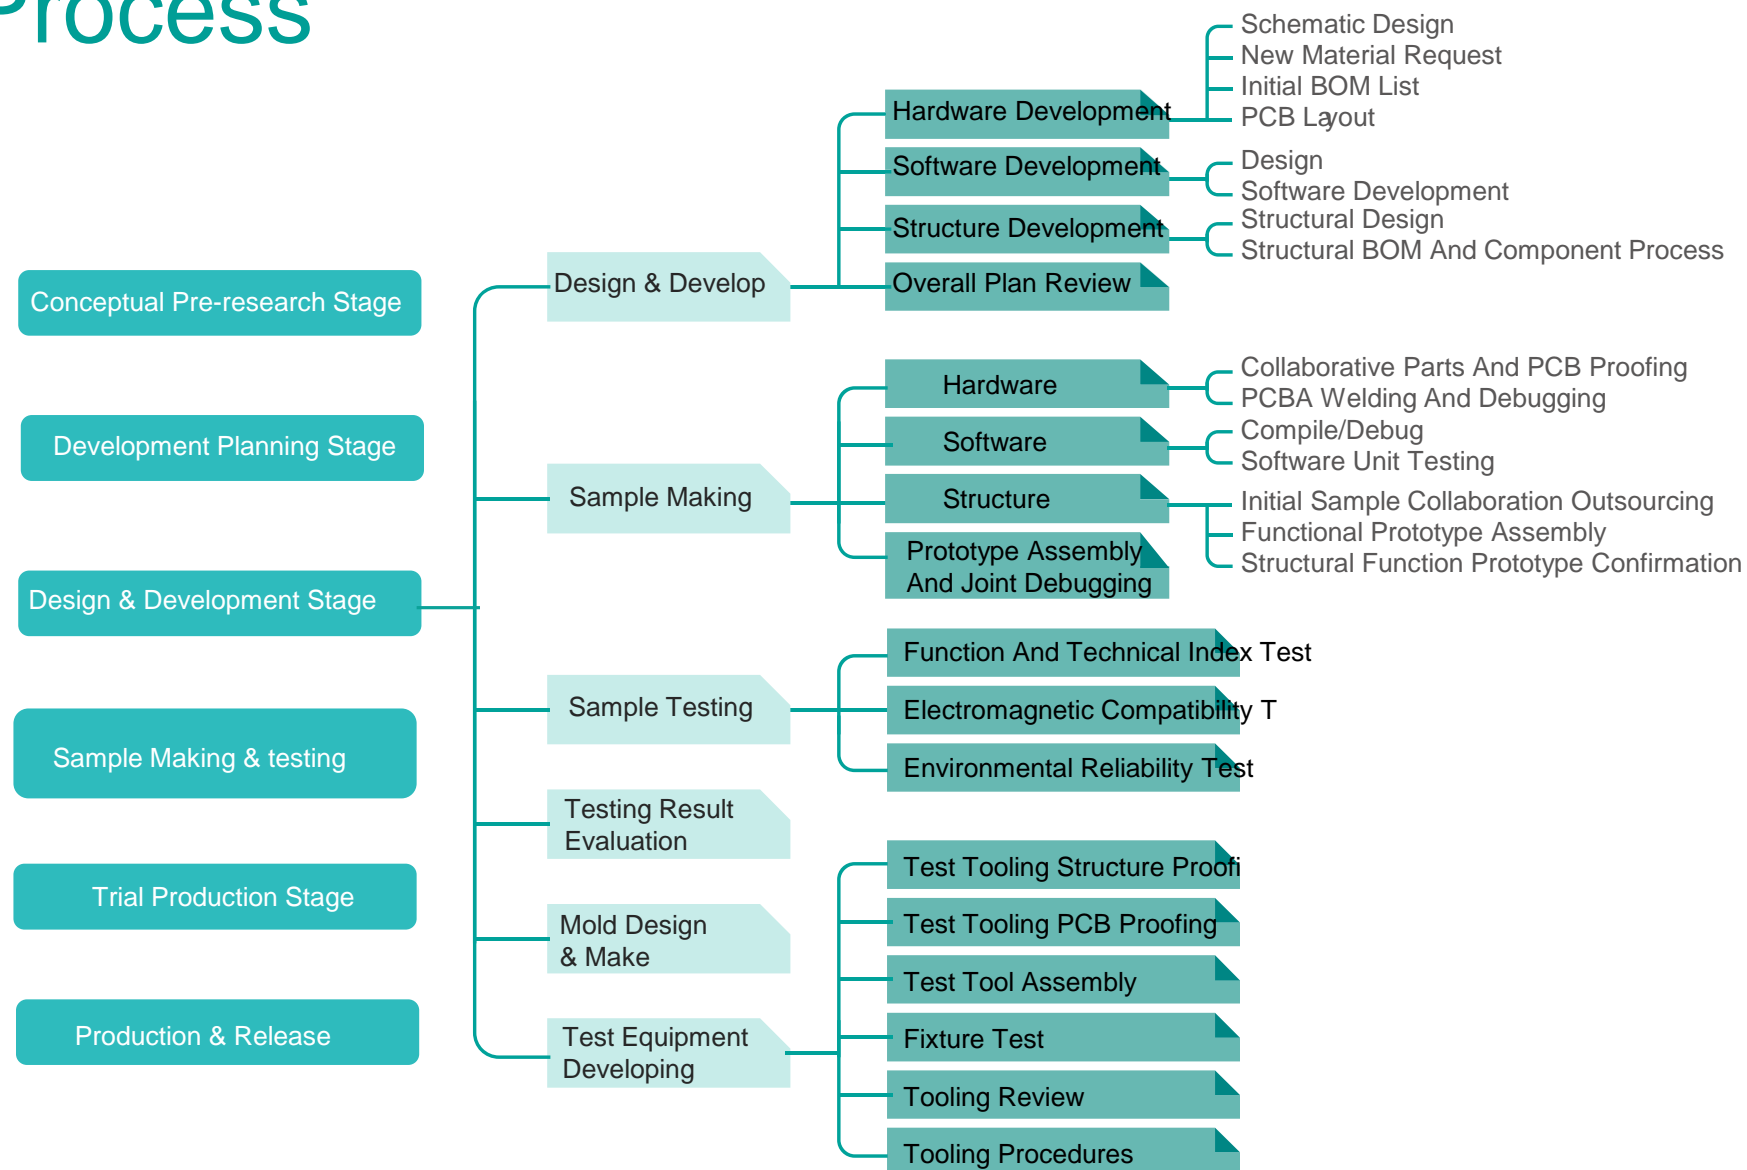 Process
Conceptual Pre-research Stage
Development Planning Stage
Design & Development Stage
Sample Making & testing
Trial Production Stage
Production & Release
Design & Develop
Sample Making
Sample Testing
Testing Result
Evaluation
Mold Design
& Make
Test Equipment
Developing
Hardware Development
Software Development
Structure Development
Overall Plan Review
Hardware
Software
Structure
Prototype Assembly
And Joint Debugging
Function And Technical Index Test
Electromagnetic Compatibility T
Environmental Reliability Test
Test Tooling Structure Proofi
Test Tooling PCB Proofing
Test Tool Assembly
Fixture Test
Tooling Review
Tooling Procedures
Schematic Design
New Material Request
Initial BOM List
PCB Layout
Design
Software Development
Structural Design
Structural BOM And Component Process
Collaborative Parts And PCB Proofing
PCBA Welding And Debugging
Compile/Debug
Software Unit Testing
Initial Sample Collaboration Outsourcing
Functional Prototype Assembly
Structural Function Prototype Confirmation